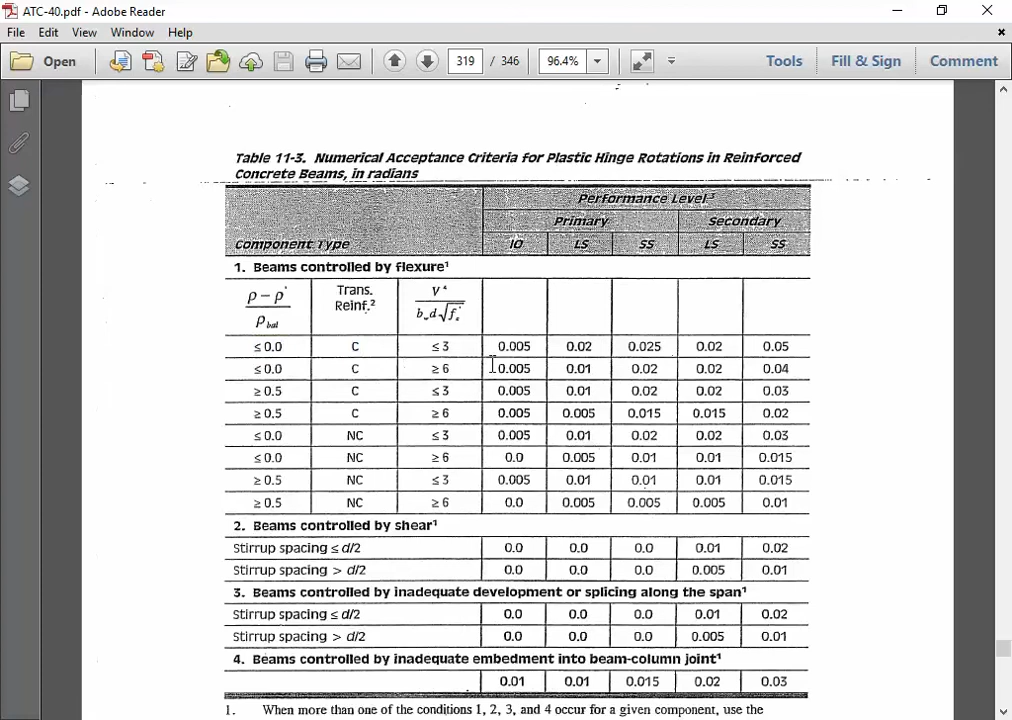 ATC-40.pdf - Adobe Reader
File Edit View Window Help
Open 319 / 346 96.4% Tools Fill & Sign Comment
Table 11-3. Numerical Acceptance Criteria for Plastic Hinge Rotations in Reinforced
Concrete Beams, in radians
Performance Level³
Primary Secondary
Component Type IO LS SS LS SS
1. Beams controlled by flexure¹
ρ – ρ' / ρbal Trans. Reinf.² V⁴ / bwd√fc'
≤ 0.0 C ≤ 3 0.005 0.02 0.025 0.02 0.05
≤ 0.0 C ≥ 6 0.005 0.01 0.02 0.02 0.04
≥ 0.5 C ≤ 3 0.005 0.01 0.02 0.02 0.03
≥ 0.5 C ≥ 6 0.005 0.005 0.015 0.015 0.02
≤ 0.0 NC ≤ 3 0.005 0.01 0.02 0.02 0.03
≤ 0.0 NC ≥ 6 0.0 0.005 0.01 0.01 0.015
≥ 0.5 NC ≤ 3 0.005 0.01 0.01 0.01 0.015
≥ 0.5 NC ≥ 6 0.0 0.005 0.005 0.005 0.01
2. Beams controlled by shear¹
Stirrup spacing ≤ d/2 0.0 0.0 0.0 0.01 0.02
Stirrup spacing > d/2 0.0 0.0 0.0 0.005 0.01
3. Beams controlled by inadequate development or splicing along the span¹
Stirrup spacing ≤ d/2 0.0 0.0 0.0 0.01 0.02
Stirrup spacing > d/2 0.0 0.0 0.0 0.005 0.01
4. Beams controlled by inadequate embedment into beam-column joint¹
0.01 0.01 0.015 0.02 0.03
1. When more than one of the conditions 1, 2, 3, and 4 occur for a given component, use the